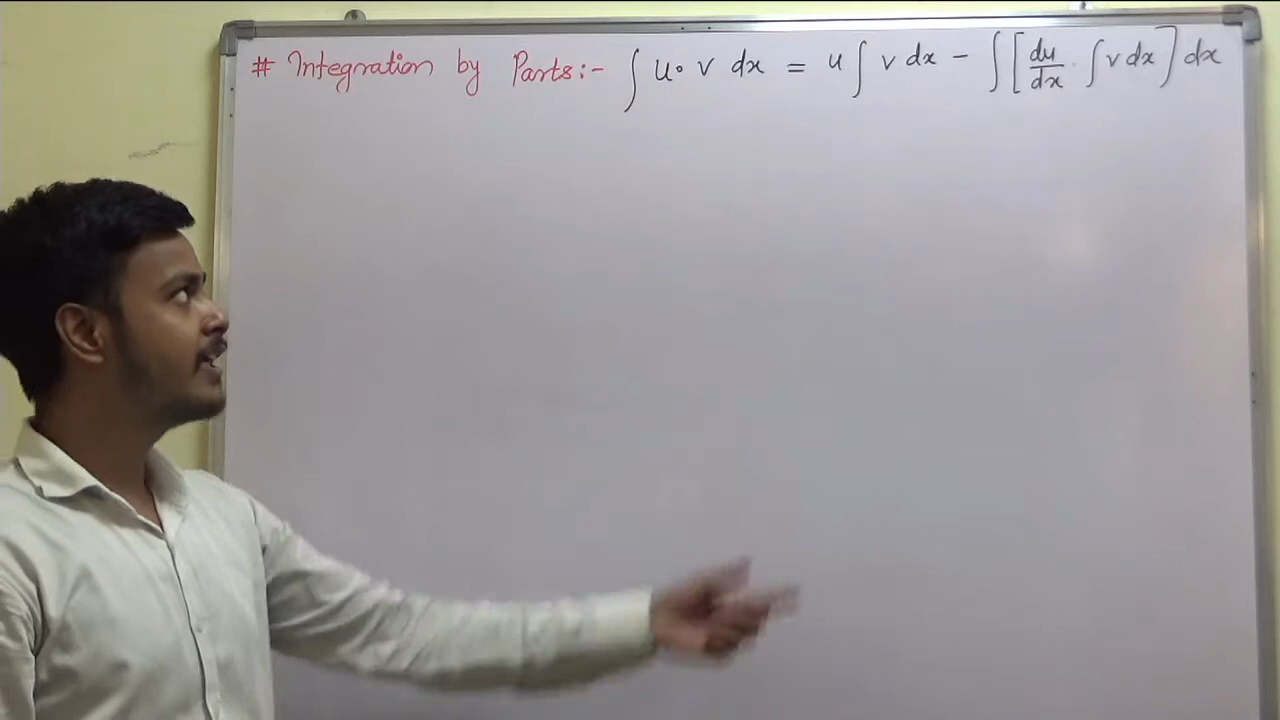 # Integration by Parts:- ∫ u. v dx = u ∫ v dx - ∫ [du/dx . ∫ v dx] dx